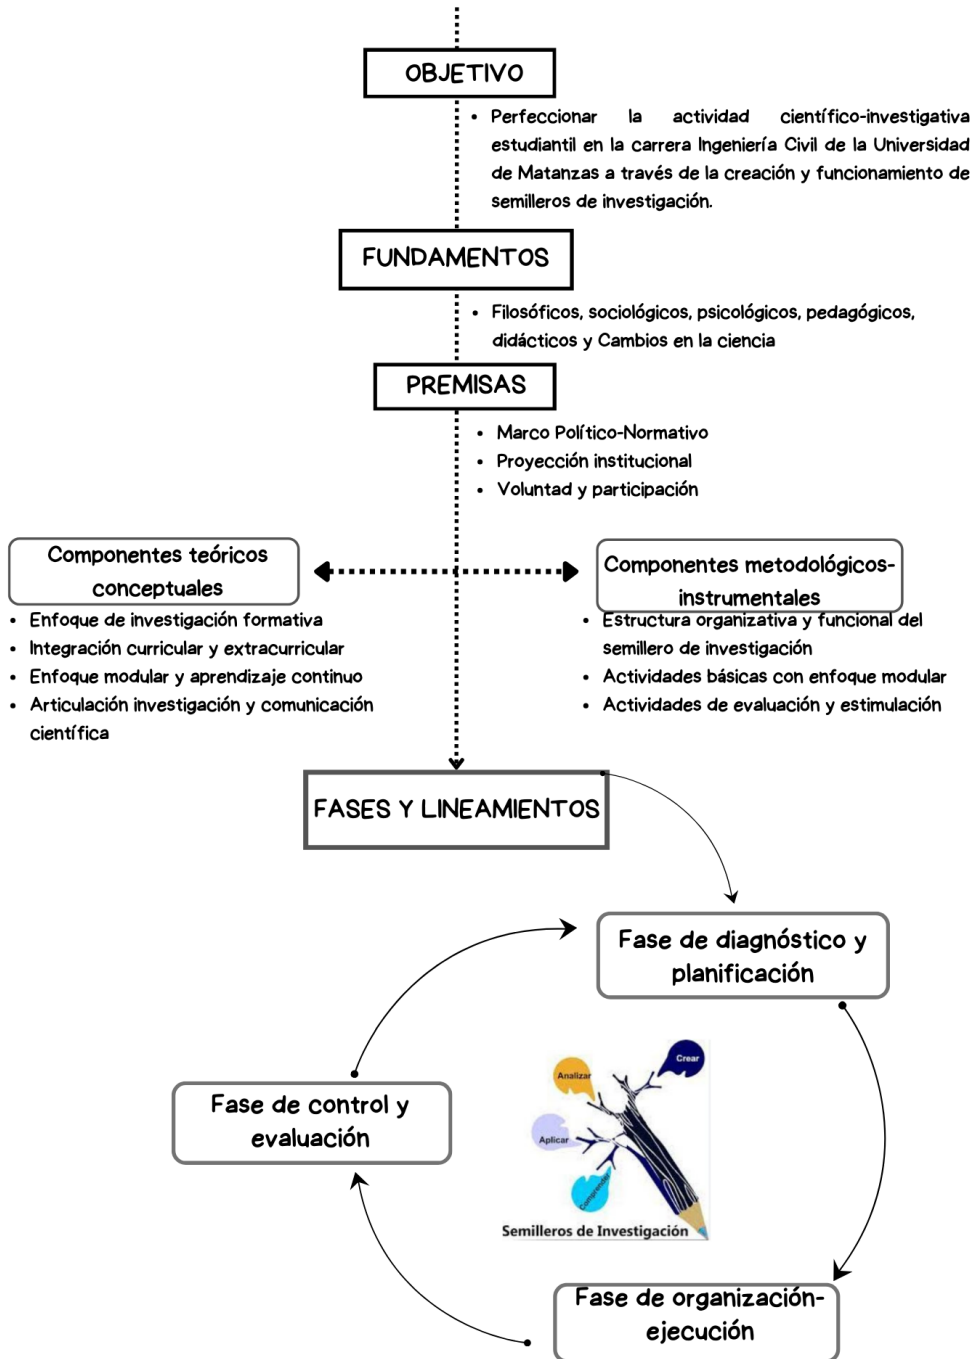 OBJETIVO
• Perfeccionar la actividad científico-investigativa
estudiantil en la carrera Ingeniería Civil de la Universidad
de Matanzas a través de la creación y funcionamiento de
semilleros de investigación.
FUNDAMENTOS
• Filosóficos, sociológicos, psicológicos, pedagógicos,
didácticos y Cambios en la ciencia
PREMISAS
• Marco Político-Normativo
• Proyección institucional
• Voluntad y participación
Componentes teóricos
conceptuales
• Enfoque de investigación formativa
• Integración curricular y extracurricular
• Enfoque modular y aprendizaje continuo
• Articulación investigación y comunicación
científica
Componentes metodológicos-
instrumentales
• Estructura organizativa y funcional del
semillero de investigación
• Actividades básicas con enfoque modular
• Actividades de evaluación y estimulación
FASES Y LINEAMIENTOS
Fase de diagnóstico y
planificación
Crear
Analizar
Aplicar
Comprender
Semilleros de Investigación
Fase de control y
evaluación
Fase de organización-
ejecución